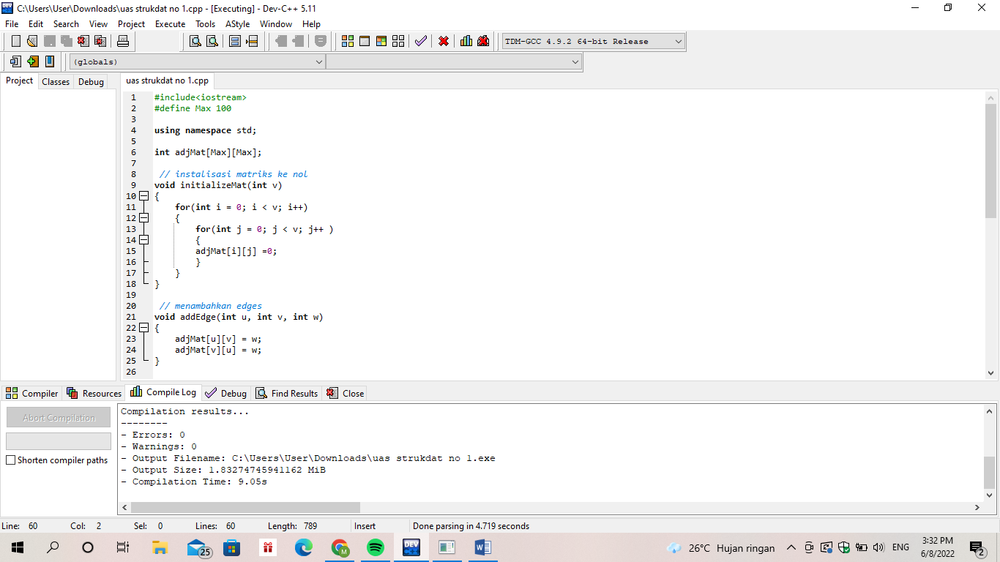 C:\Users\User\Downloads\uas strukdat no 1.cpp - [Executing] - Dev-C++ 5.11
File Edit Search View Project Execute Tools AStyle Window Help
TDM-GCC 4.9.2 64-bit Release
(globals)
Project Classes Debug
uas strukdat no 1.cpp
1 #include<iostream>
2 #define Max 100
3
4 using namespace std;
5
6 int adjMat[Max][Max];
7
8 // instalisasi matriks ke nol
9 void initializeMat(int v)
10 {
11 for(int i = 0; i < v; i++)
12 {
13 for(int j = 0; j < v; j++ )
14 {
15 adjMat[i][j] =0;
16 }
17 }
18 }
19
20 // menambahkan edges
21 void addEdge(int u, int v, int w)
22 {
23 adjMat[u][v] = w;
24 adjMat[v][u] = w;
25 }
26
Compiler Resources Compile Log Debug Find Results Close
Abort Compilation
Shorten compiler paths
Compilation results...
--------
- Errors: 0
- Warnings: 0
- Output Filename: C:\Users\User\Downloads\uas strukdat no 1.exe
- Output Size: 1.83274745941162 MiB
- Compilation Time: 9.05s
Line: 60 Col: 2 Sel: 0 Lines: 60 Length: 789 Insert Done parsing in 4.719 seconds
25
M
DEV
26°C Hujan ringan
ENG
3:32 PM
6/8/2022
2